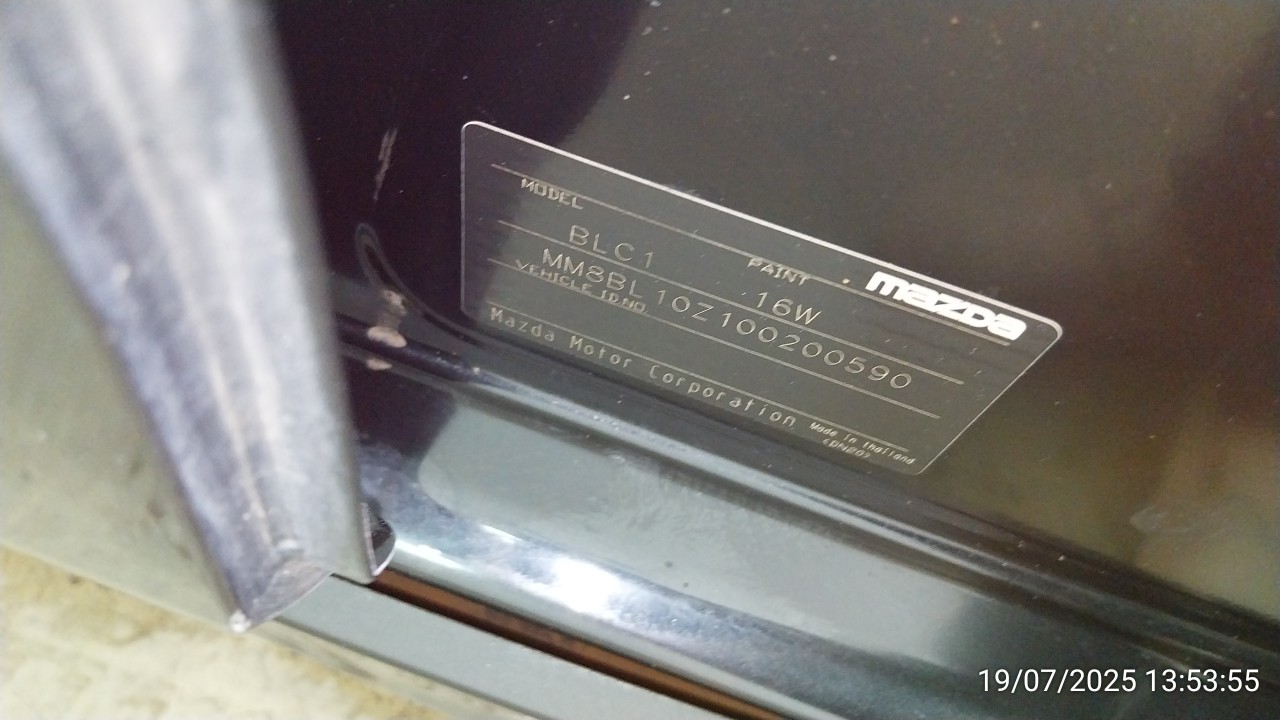 MODEL PAINT mazda
BLC1 16W
MM8BL10Z100200590
VEHICLE ID.NO.
Mazda Motor Corporation
Made in thailand
19/07/2025 13:53:55